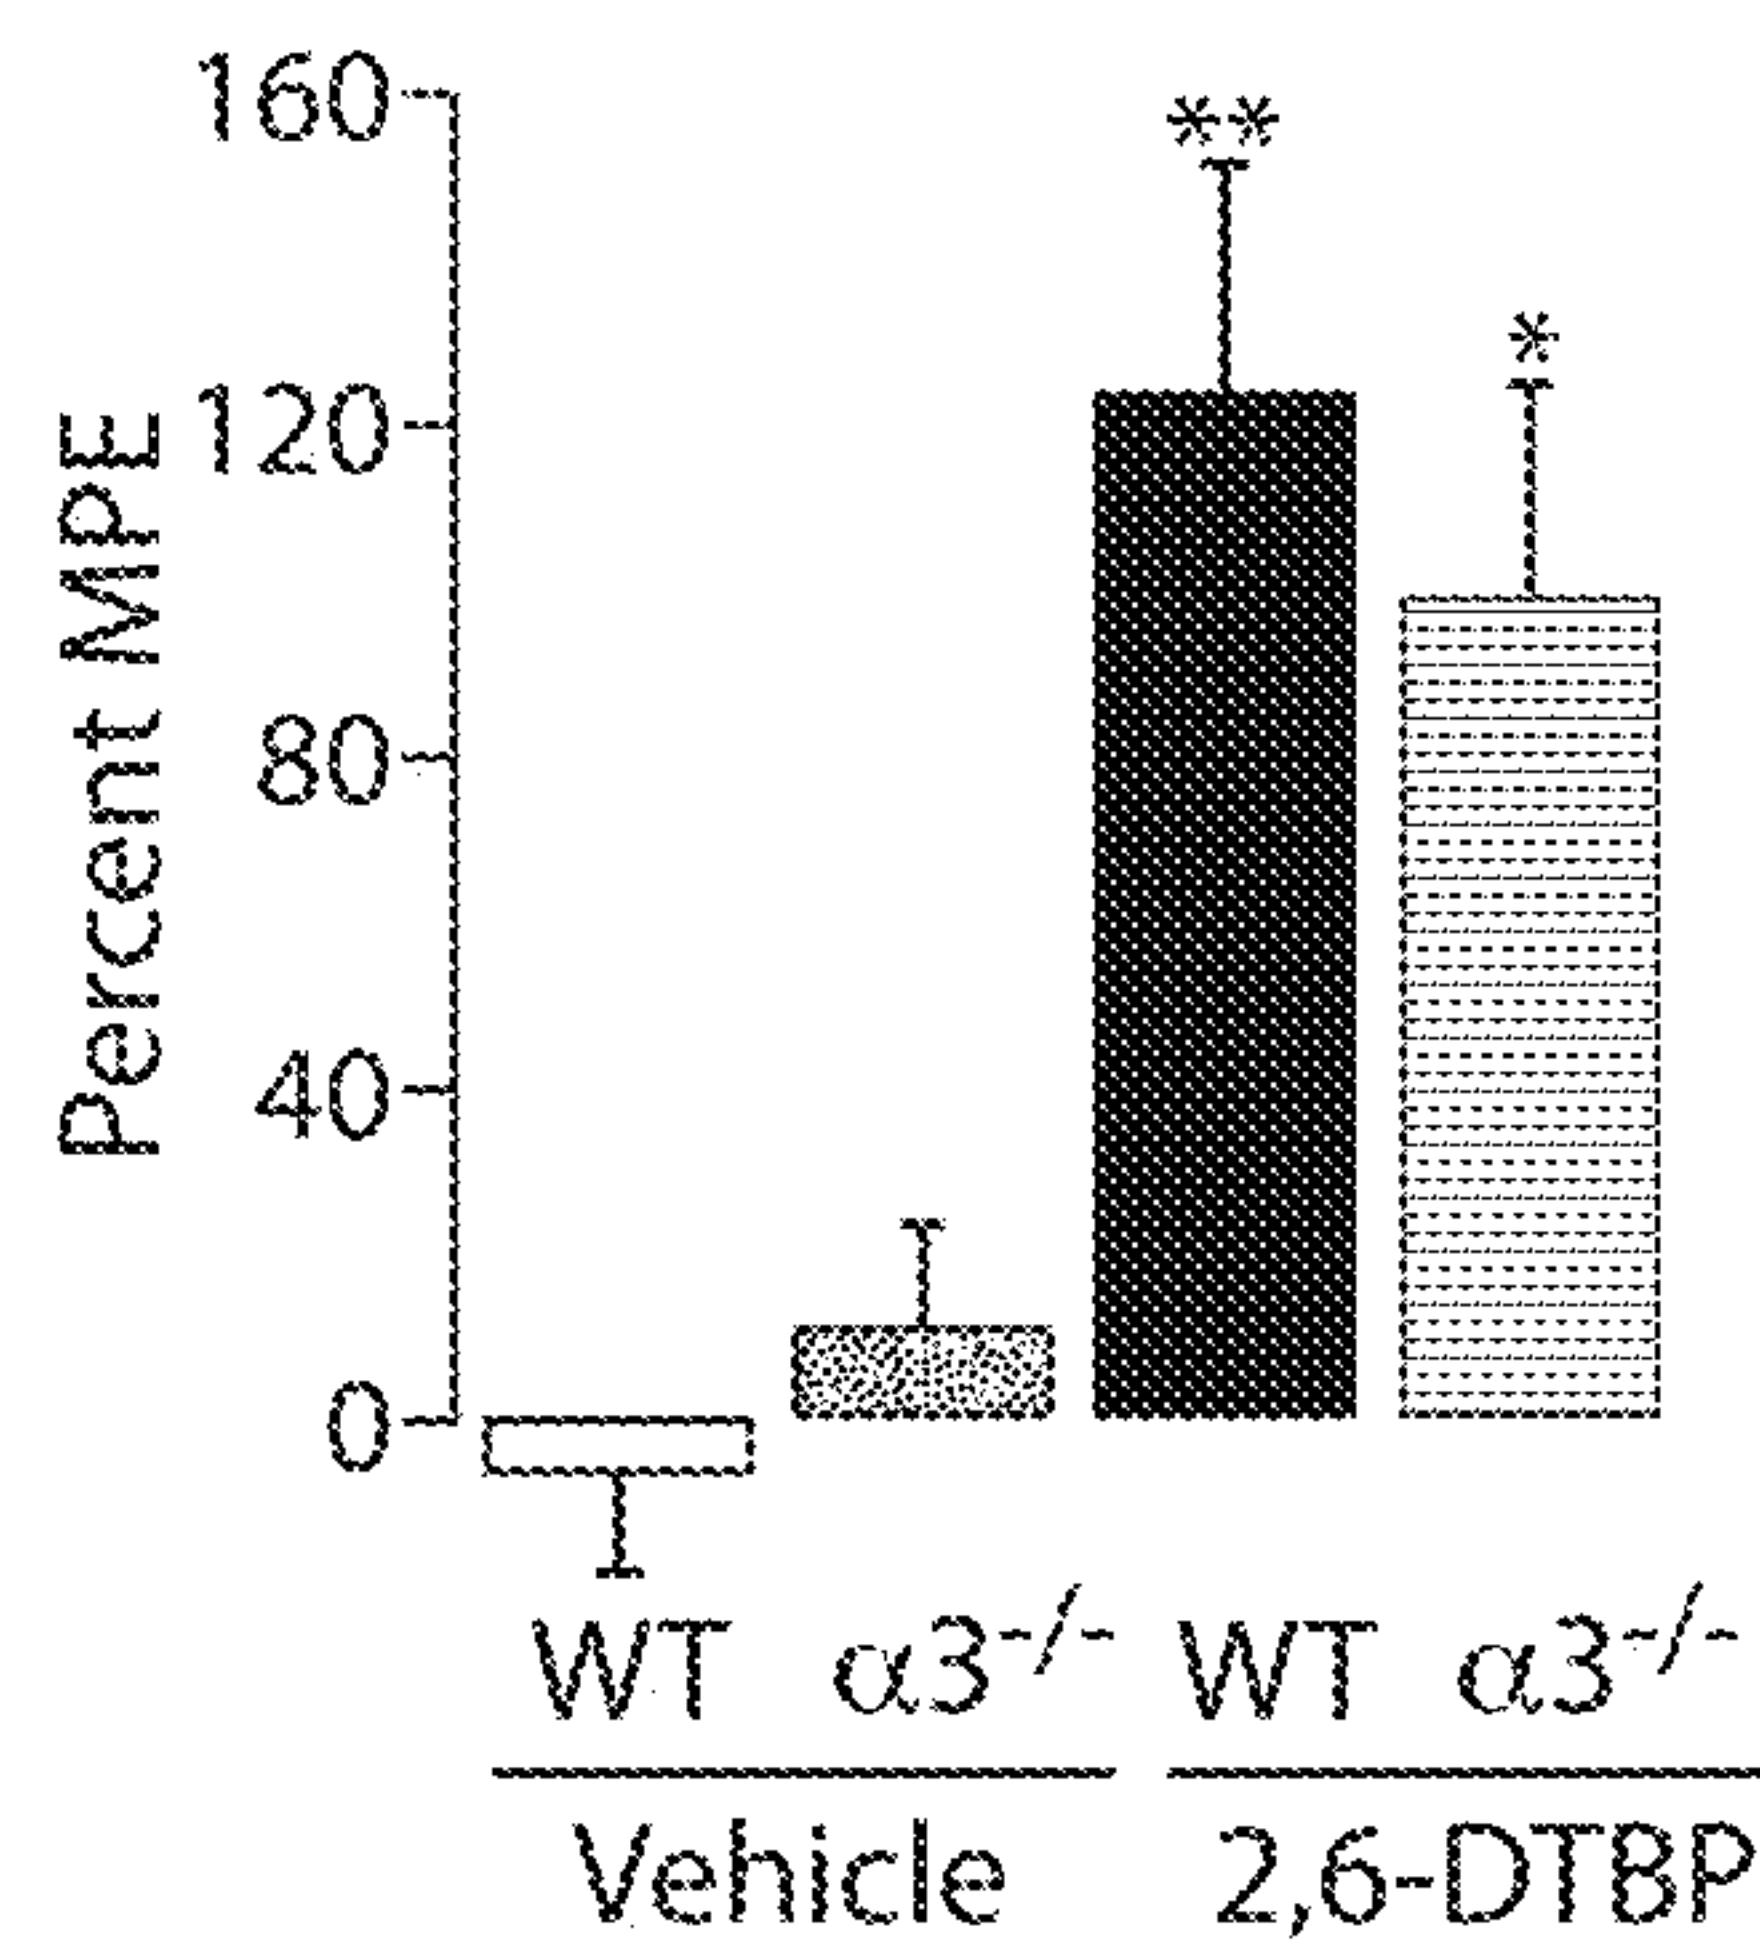 Percent MPE
160
120
80
40
0
**
*
WT α3-/- WT α3-/-
Vehicle 2,6-DTBP